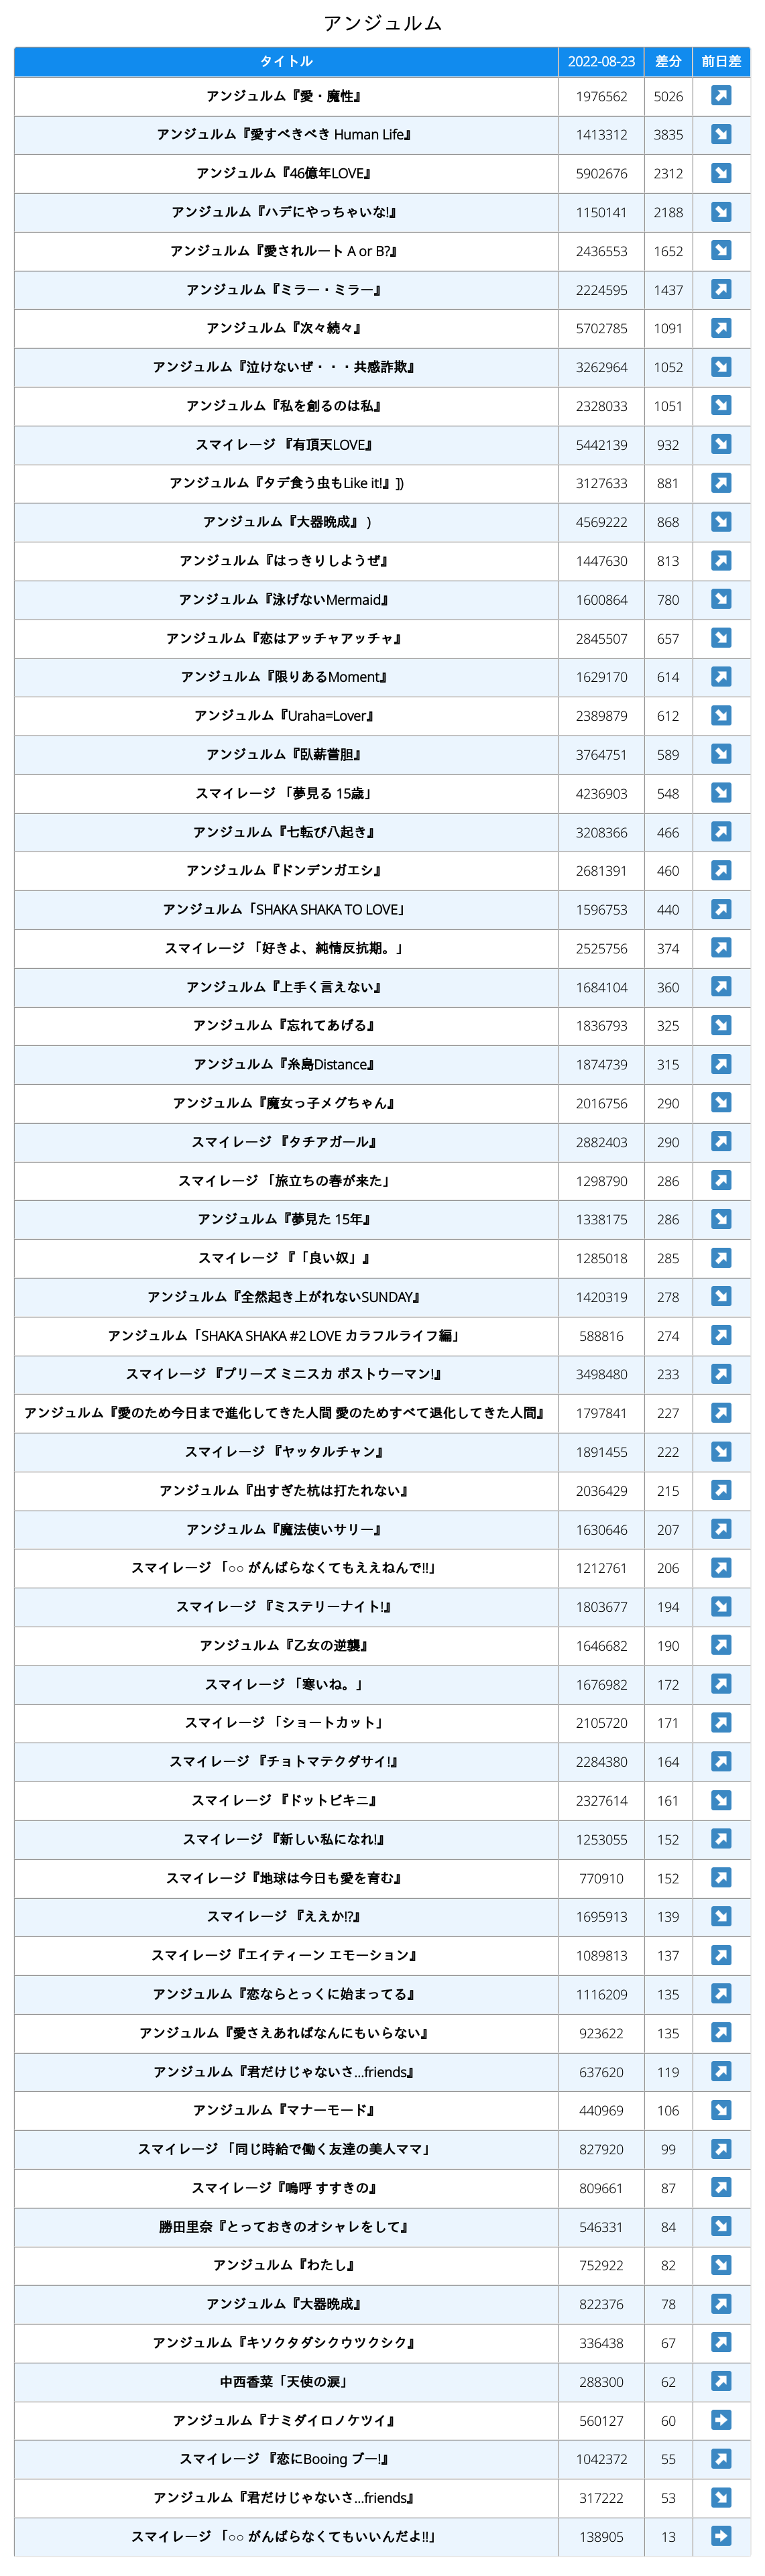 アンジュルム
タイトル 2022-08-23 差分 前日差
アンジュルム『愛・魔性』 1976562 5026 ↗
アンジュルム『愛すべきべき Human Life』 1413312 3835 ↘
アンジュルム『46億年LOVE』 5902676 2312 ↘
アンジュルム『ハデにやっちゃいな!』 1150141 2188 ↘
アンジュルム『愛されルート A or B?』 2436553 1652 ↘
アンジュルム『ミラー・ミラー』 2224595 1437 ↗
アンジュルム『次々続々』 5702785 1091 ↗
アンジュルム『泣けないぜ・・・共感詐欺』 3262964 1052 ↘
アンジュルム『私を創るのは私』 2328033 1051 ↘
スマイレージ 『有頂天LOVE』 5442139 932 ↘
アンジュルム『タデ食う虫もLike it!』]) 3127633 881 ↗
アンジュルム『大器晩成』 ) 4569222 868 ↘
アンジュルム『はっきりしようぜ』 1447630 813 ↗
アンジュルム『泳げないMermaid』 1600864 780 ↘
アンジュルム『恋はアッチャアッチャ』 2845507 657 ↘
アンジュルム『限りあるMoment』 1629170 614 ↗
アンジュルム『Uraha=Lover』 2389879 612 ↘
アンジュルム『臥薪嘗胆』 3764751 589 ↘
スマイレージ 「夢見る 15歳」 4236903 548 ↘
アンジュルム『七転び八起き』 3208366 466 ↗
アンジュルム『ドンデンガエシ』 2681391 460 ↗
アンジュルム「SHAKA SHAKA TO LOVE」 1596753 440 ↗
スマイレージ 「好きよ、純情反抗期。」 2525756 374 ↗
アンジュルム『上手く言えない』 1684104 360 ↗
アンジュルム『忘れてあげる』 1836793 325 ↘
アンジュルム『糸島Distance』 1874739 315 ↗
アンジュルム『魔女っ子メグちゃん』 2016756 290 ↘
スマイレージ 『タチアガール』 2882403 290 ↗
スマイレージ 「旅立ちの春が来た」 1298790 286 ↗
アンジュルム『夢見た 15年』 1338175 286 ↘
スマイレージ 『「良い奴」』 1285018 285 ↗
アンジュルム『全然起き上がれないSUNDAY』 1420319 278 ↘
アンジュルム「SHAKA SHAKA #2 LOVE カラフルライフ編」 588816 274 ↗
スマイレージ 『プリーズ ミニスカ ポストウーマン!』 3498480 233 ↗
アンジュルム『愛のため今日まで進化してきた人間 愛のためすべて退化してきた人間』 1797841 227 ↗
スマイレージ 『ヤッタルチャン』 1891455 222 ↘
アンジュルム『出すぎた杭は打たれない』 2036429 215 ↗
アンジュルム『魔法使いサリー』 1630646 207 ↗
スマイレージ 「○○ がんばらなくてもええねんで!!」 1212761 206 ↗
スマイレージ 『ミステリーナイト!』 1803677 194 ↘
アンジュルム『乙女の逆襲』 1646682 190 ↗
スマイレージ 「寒いね。」 1676982 172 ↗
スマイレージ 「ショートカット」 2105720 171 ↗
スマイレージ 『チョトマテクダサイ!』 2284380 164 ↗
スマイレージ 『ドットビキニ』 2327614 161 ↘
スマイレージ 『新しい私になれ!』 1253055 152 ↗
スマイレージ『地球は今日も愛を育む』 770910 152 ↗
スマイレージ 『ええか!?』 1695913 139 ↘
スマイレージ『エイティーン エモーション』 1089813 137 ↗
アンジュルム『恋ならとっくに始まってる』 1116209 135 ↗
アンジュルム『愛さえあればなんにもいらない』 923622 135 ↗
アンジュルム『君だけじゃないさ...friends』 637620 119 ↗
アンジュルム『マナーモード』 440969 106 ↘
スマイレージ 「同じ時給で働く友達の美人ママ」 827920 99 ↗
スマイレージ『嗚呼 すすきの』 809661 87 ↗
勝田里奈『とっておきのオシャレをして』 546331 84 ↘
アンジュルム『わたし』 752922 82 ↘
アンジュルム『大器晩成』 822376 78 ↗
アンジュルム『キソクタダシクウツクシク』 336438 67 ↗
中西香菜「天使の涙」 288300 62 ↗
アンジュルム『ナミダイロノケツイ』 560127 60 ➡
スマイレージ 『恋にBooing ブー!』 1042372 55 ↗
アンジュルム『君だけじゃないさ...friends』 317222 53 ↘
スマイレージ 「○○ がんばらなくてもいいんだよ!!」 138905 13 ➡